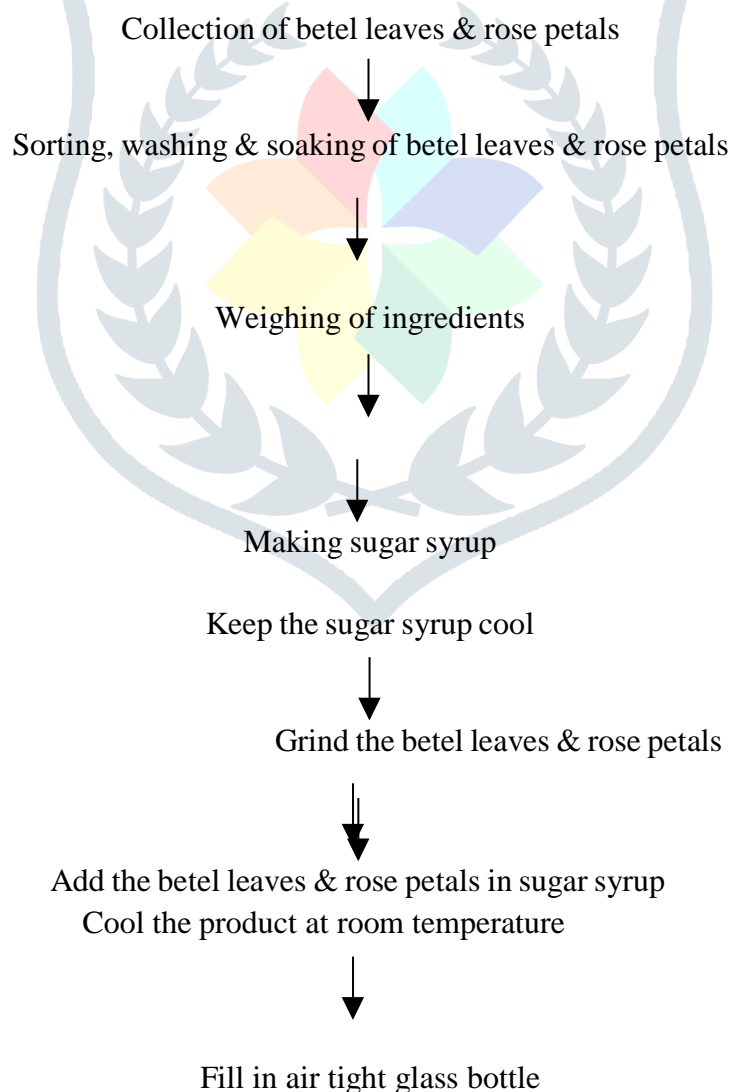 Collection of betel leaves & rose petals
Sorting, washing & soaking of betel leaves & rose petals
Weighing of ingredients
Making sugar syrup
Keep the sugar syrup cool
Grind the betel leaves & rose petals
Add the betel leaves & rose petals in sugar syrup
Cool the product at room temperature
Fill in air tight glass bottle